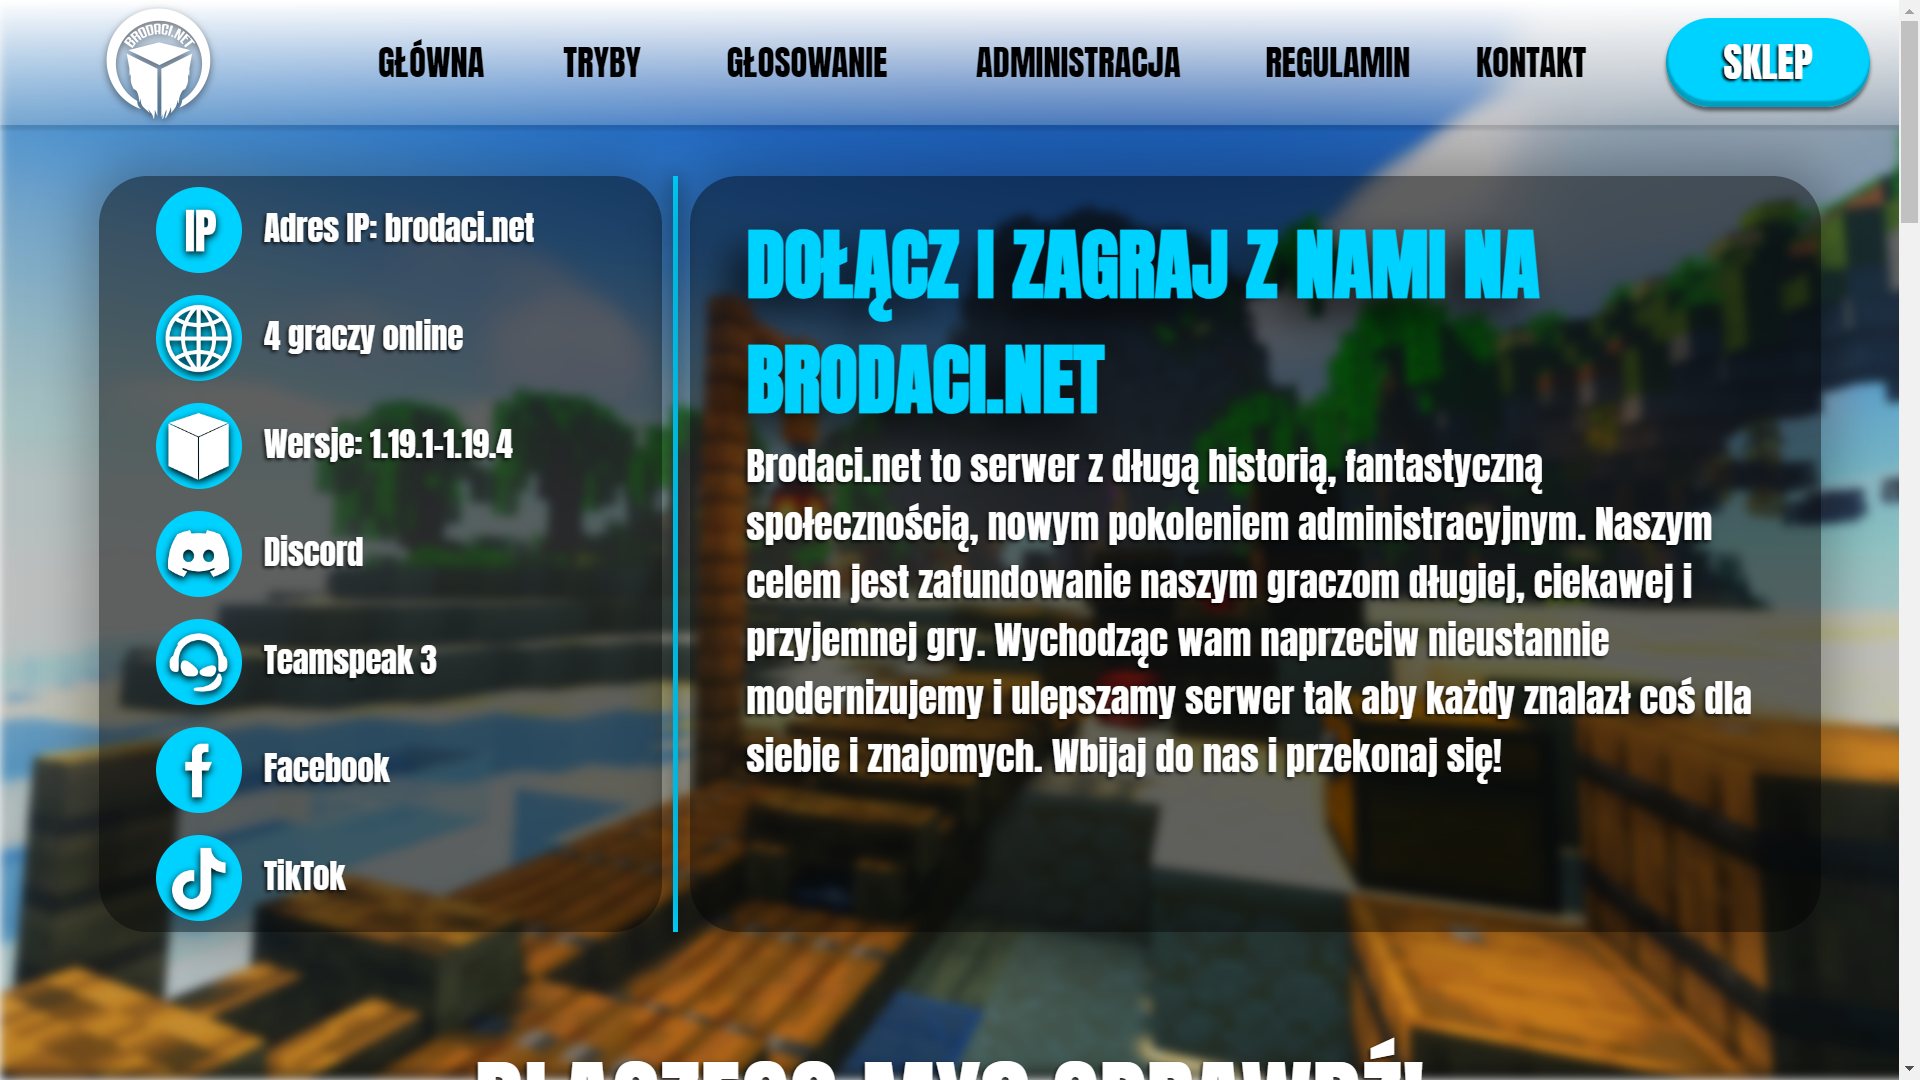 BRODACI.NET
GŁÓWNA TRYBY GŁOSOWANIE ADMINISTRACJA REGULAMIN KONTAKT SKLEP
IP Adres IP: brodaci.net
4 graczy online
Wersje: 1.19.1-1.19.4
Discord
Teamspeak 3
Facebook
TikTok
DOŁĄCZ I ZAGRAJ Z NAMI NA
BRODACI.NET
Brodaci.net to serwer z długą historią, fantastyczną
społecznością, nowym pokoleniem administracyjnym. Naszym
celem jest zafundowanie naszym graczom długiej, ciekawej i
przyjemnej gry. Wychodząc wam naprzeciw nieustannie
modernizujemy i ulepszamy serwer tak aby każdy znalazł coś dla
siebie i znajomych. Wbijaj do nas i przekonaj się!